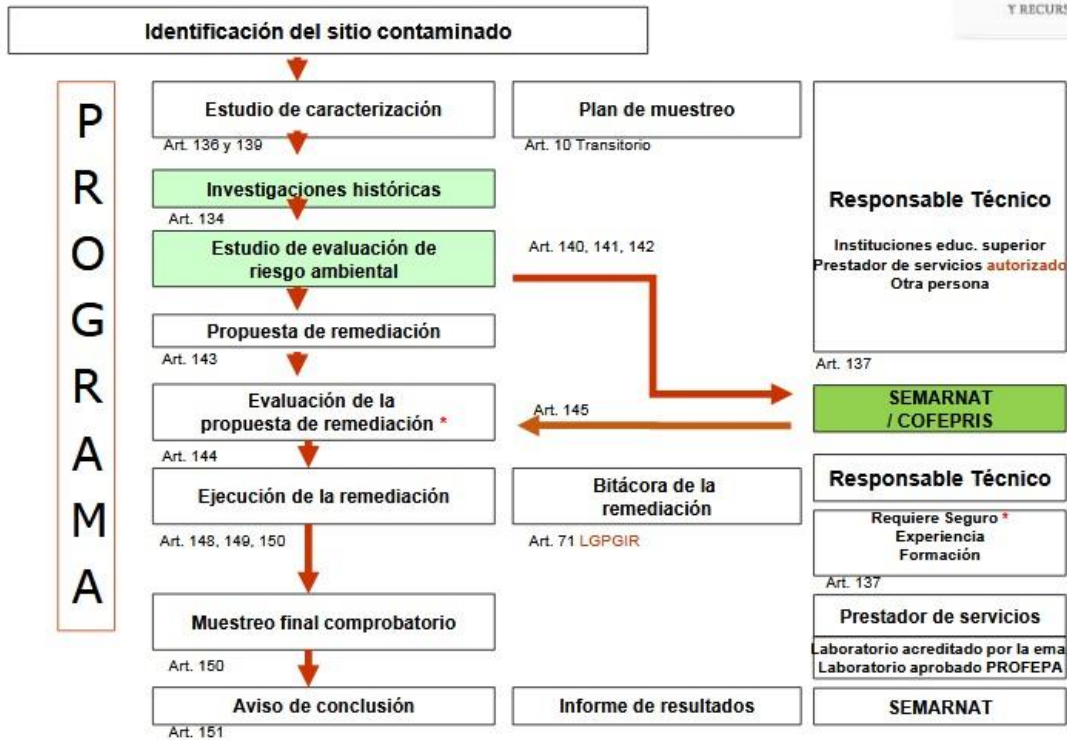 Y RECURS
Identificación del sitio contaminado
PROGRAMA
Estudio de caracterización
Plan de muestreo
Art. 136 y 139
Art. 10 Transitorio
Investigaciones históricas
Art. 134
Estudio de evaluación de
riesgo ambiental
Art. 140, 141, 142
Responsable Técnico
Instituciones educ. superior
Prestador de servicios autorizado
Otra persona
Art. 137
Propuesta de remediación
Art. 143
Evaluación de la
propuesta de remediación *
Art. 144
Art. 145
SEMARNAT
/ COFEPRIS
Ejecución de la remediación
Art. 148, 149, 150
Bitácora de la
remediación
Art. 71 LGPGIR
Responsable Técnico
Requiere Seguro *
Experiencia
Formación
Art. 137
Muestreo final comprobatorio
Art. 150
Prestador de servicios
Laboratorio acreditado por la ema
Laboratorio aprobado PROFEPA
Aviso de conclusión
Art. 151
Informe de resultados
SEMARNAT